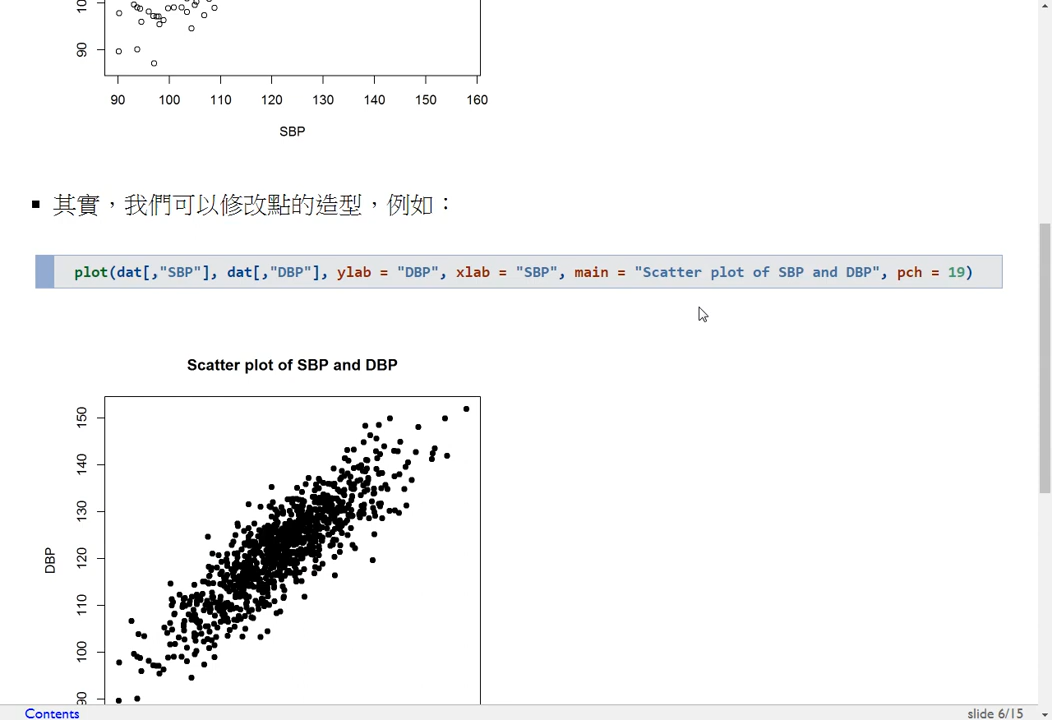 10
90
90 100 110 120 130 140 150 160
SBP
▪ 其實，我們可以修改點的造型，例如：
plot(dat[,"SBP"], dat[,"DBP"], ylab = "DBP", xlab = "SBP", main = "Scatter plot of SBP and DBP", pch = 19)
Scatter plot of SBP and DBP
150
140
130
DBP
120
110
100
90
Contents
slide 6/15